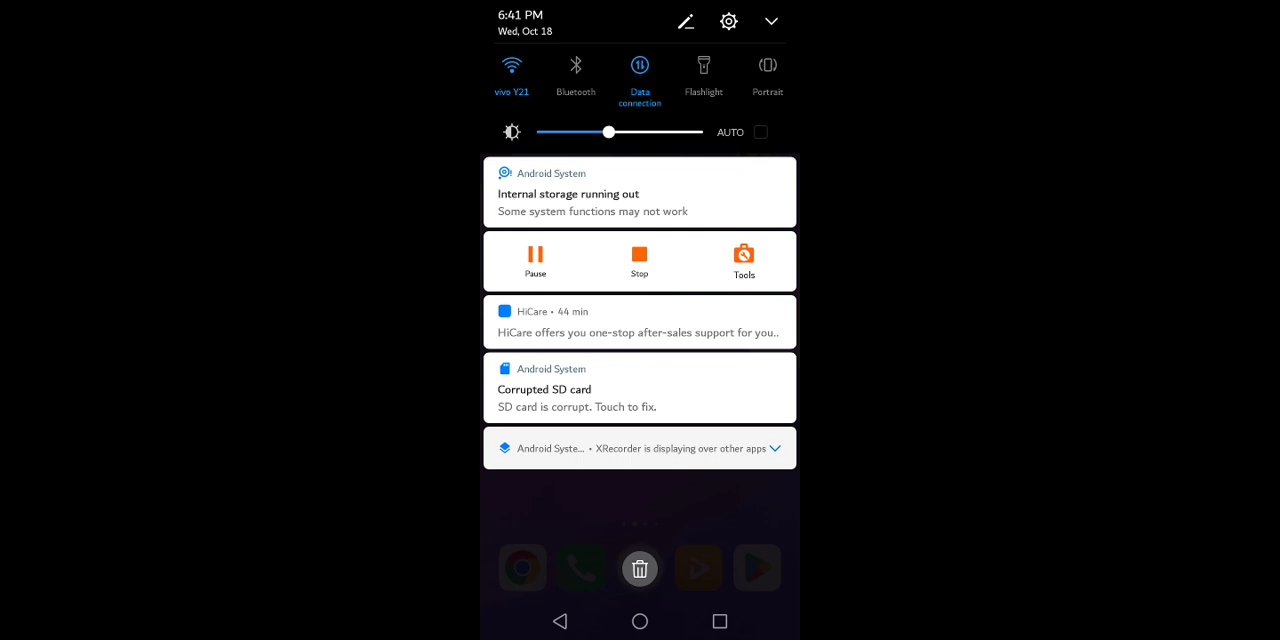 6:41 PM
Wed, Oct 18
vivo Y21
Bluetooth
Data
connection
Flashlight
Portrait
AUTO
Android System
Internal storage running out
Some system functions may not work
Pause
Stop
Tools
HiCare • 44 min
HiCare offers you one-stop after-sales support for you..
Android System
Corrupted SD card
SD card is corrupt. Touch to fix.
Android Syste... • XRecorder is displaying over other apps